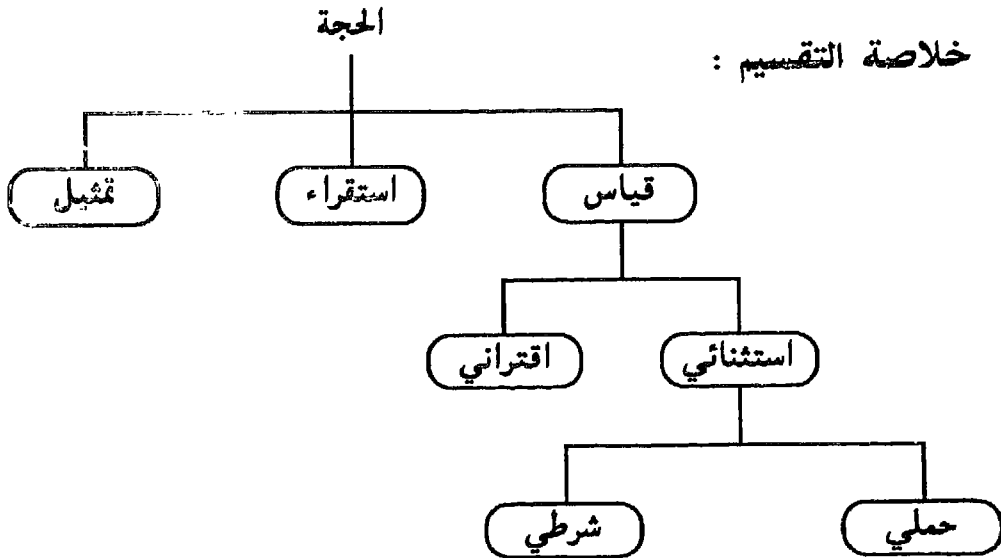 خلاصة التقسيم :
الحجة
قياس استقراء تمثيل
استثنائي اقتراني
حملي شرطي